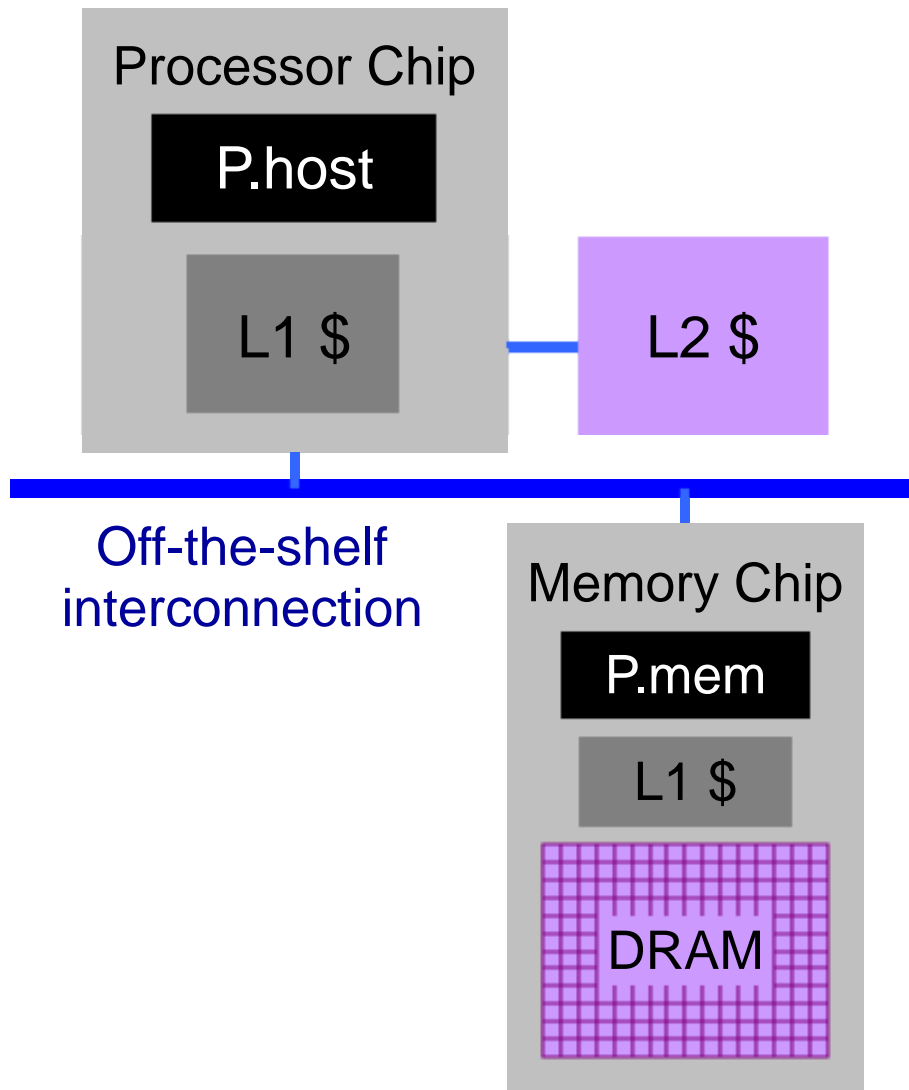 Processor Chip
P.host
L1 $
L2 $
Off-the-shelf
interconnection
Memory Chip
P.mem
L1 $
DRAM